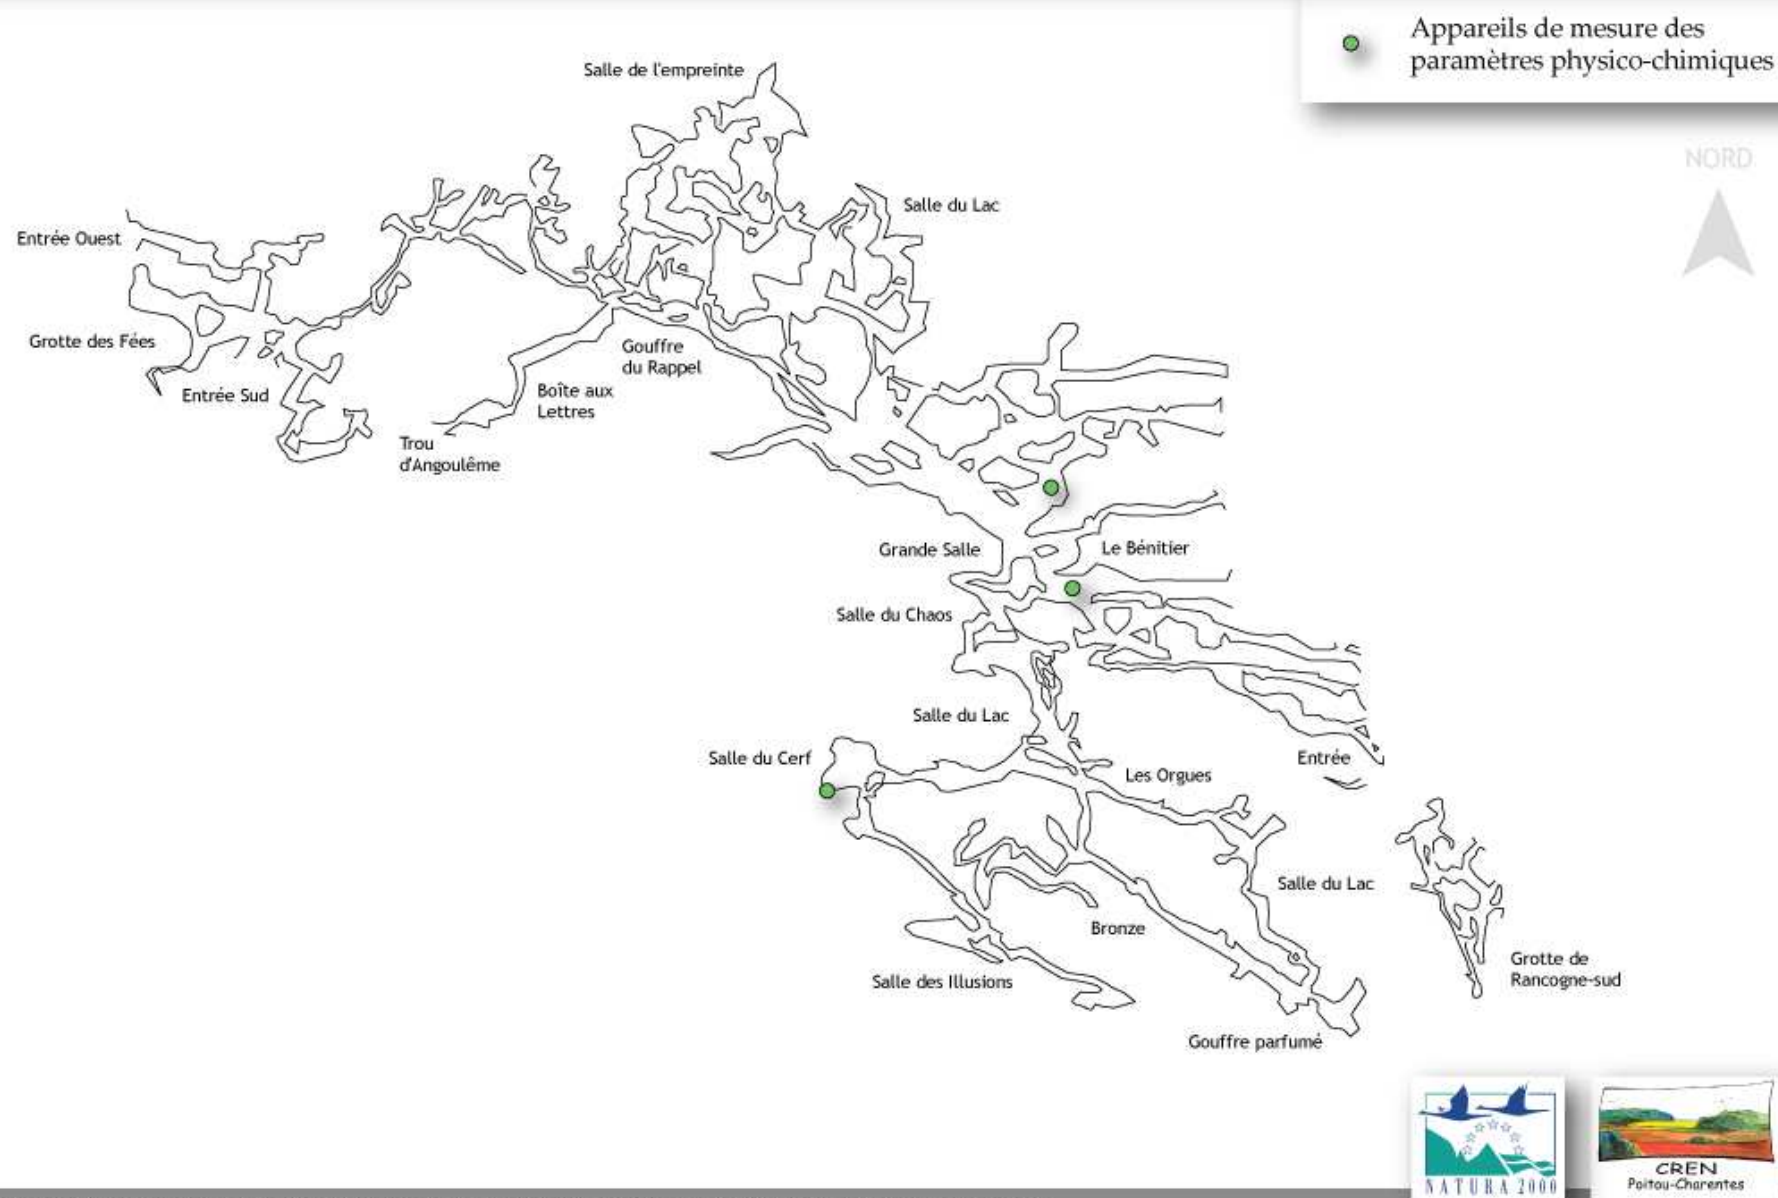 Appareils de mesure des
paramètres physico-chimiques
Salle de l'empreinte
NORD
Salle du Lac
Entrée Ouest
Grotte des Fées
Gouffre
du Rappel
Entrée Sud
Boîte aux
Lettres
Trou
d'Angoulême
Grande Salle
Le Bénitier
Salle du Chaos
Salle du Lac
Salle du Cerf
Entrée
Les Orgues
Salle du Lac
Bronze
Grotte de
Rancogne-sud
Salle des Illusions
Gouffre parfumé
NATURA 2000
CREN
Poitou-Charentes